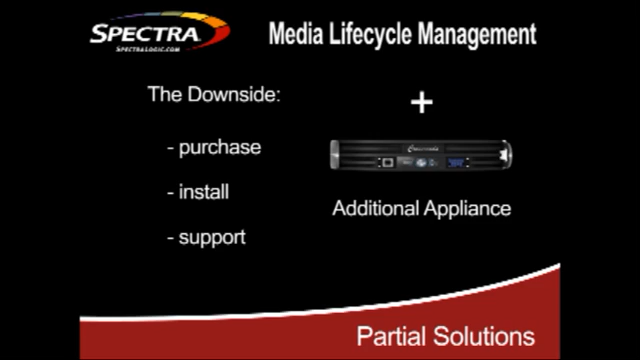 SPECTRA
SPECTRALOGIC.COM
Media Lifecycle Management
The Downside:
- purchase
- install
- support
+
Additional Appliance
Partial Solutions